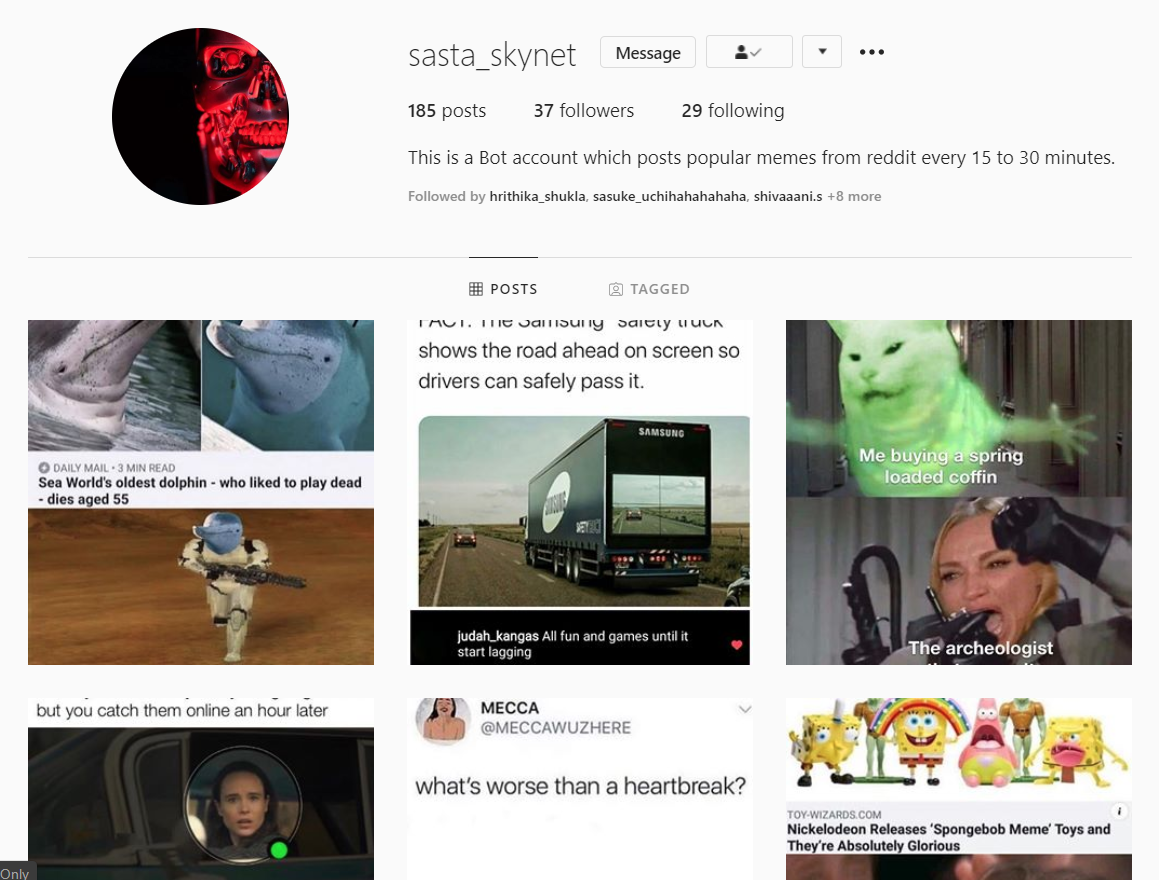 sasta_skynet
Message
185 posts 37 followers 29 following
This is a Bot account which posts popular memes from reddit every 15 to 30 minutes.
Followed by hrithika_shukla, sasuke_uchihahahahaha, shivaaani.s +8 more
POSTS
TAGGED
DAILY MAIL • 3 MIN READ
Sea World's oldest dolphin - who liked to play dead
- dies aged 55
FACT: The Samsung "safety truck"
shows the road ahead on screen so
drivers can safely pass it.
SAMSUNG
SAMSUNG
judah_kangas All fun and games until it
start lagging
Me buying a spring
loaded coffin
The archeologist
but you catch them online an hour later
MECCA
@MECCAWUZHERE
what's worse than a heartbreak?
TOY-WIZARDS.COM
Nickelodeon Releases 'Spongebob Meme' Toys and
They're Absolutely Glorious
Only